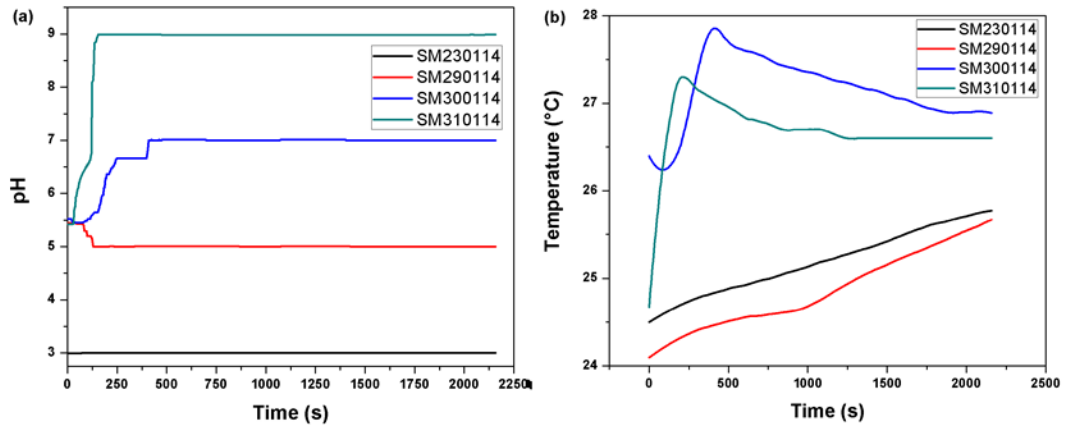 (a)
9
8
7
6
5
4
3
pH
SM230114
SM290114
SM300114
SM310114
0 250 500 750 1000 1250 1500 1750 2000 2250
Time (s)
(b)
28
27
26
25
24
Temperature (°C)
SM230114
SM290114
SM300114
SM310114
0 500 1000 1500 2000 2500
Time (s)